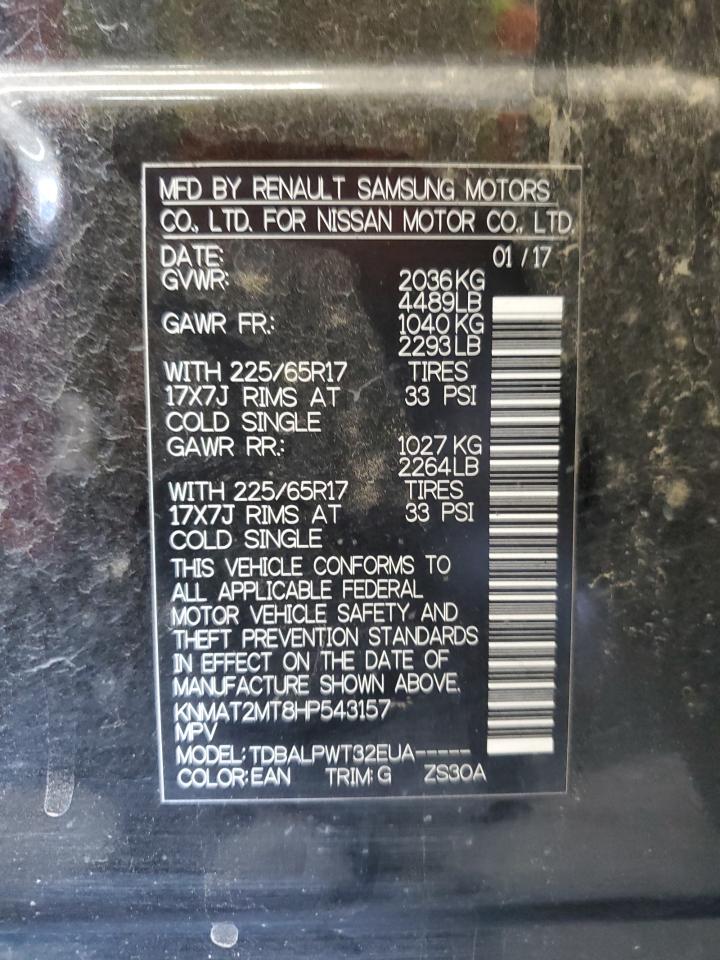 MFD BY RENAULT SAMSUNG MOTORS
CO., LTD. FOR NISSAN MOTOR CO., LTD.
DATE: 01 / 17
GVWR: 2036 KG
4489LB
GAWR FR.: 1040 KG
2293 LB
WITH 225/65R17 TIRES
17X7J RIMS AT 33 PSI
COLD SINGLE
GAWR RR.: 1027 KG
2264LB
WITH 225/65R17 TIRES
17X7J RIMS AT 33 PSI
COLD SINGLE
THIS VEHICLE CONFORMS TO
ALL APPLICABLE FEDERAL
MOTOR VEHICLE SAFETY AND
THEFT PREVENTION STANDARDS
IN EFFECT ON THE DATE OF
MANUFACTURE SHOWN ABOVE.
KNMAT2MT8HP543157
MPV
MODEL: TDBALPWT32EUA-----
COLOR: EAN TRIM: G ZS30A